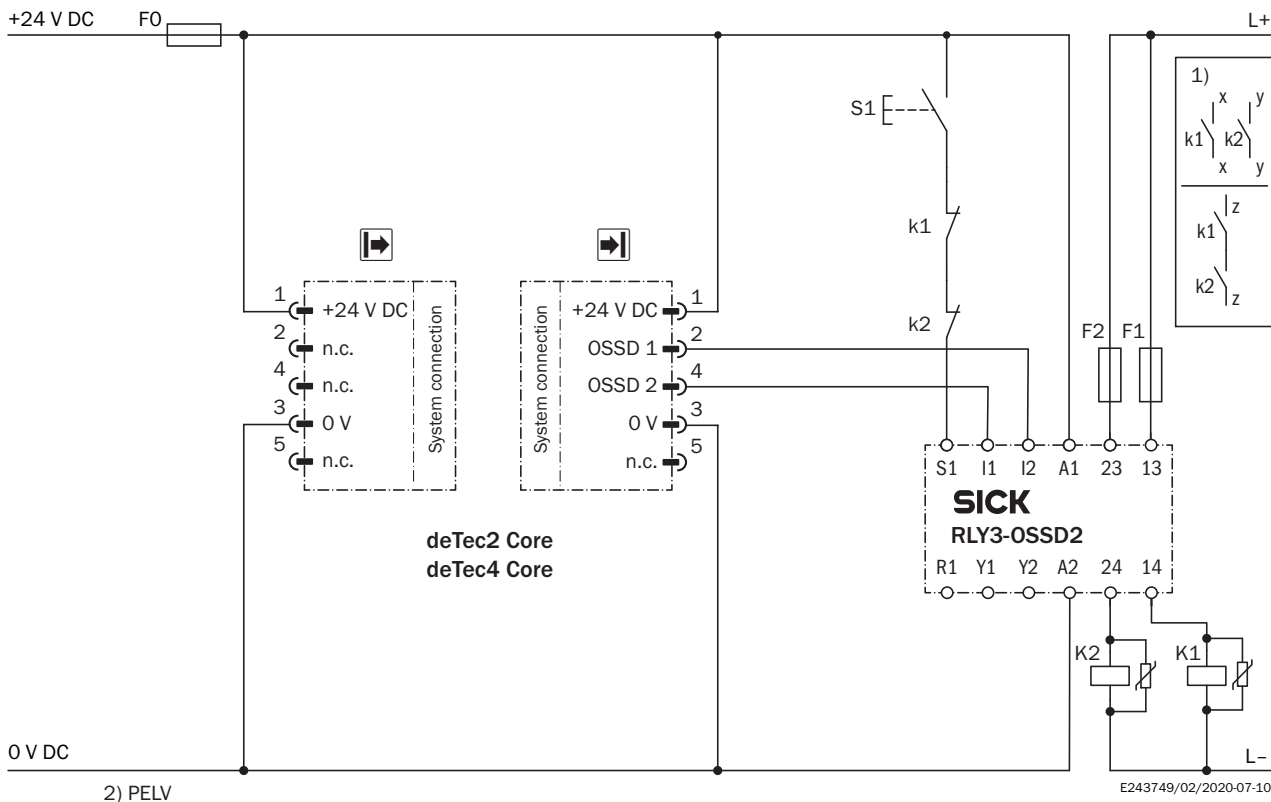 +24 V DC
F0
L+
1)
x
y
k1
k2
x
y
z
k1
k2
z
S1
k1
k2
F2
F1
1
+24 V DC
2
n.c.
4
n.c.
3
0 V
5
n.c.
System connection
System connection
+24 V DC
1
OSSD 1
2
OSSD 2
4
0 V
3
n.c.
5
deTec2 Core
deTec4 Core
S1
I1
I2
A1
23
13
SICK
RLY3-OSSD2
R1
Y1
Y2
A2
24
14
K2
K1
0 V DC
L–
2) PELV
E243749/02/2020-07-10